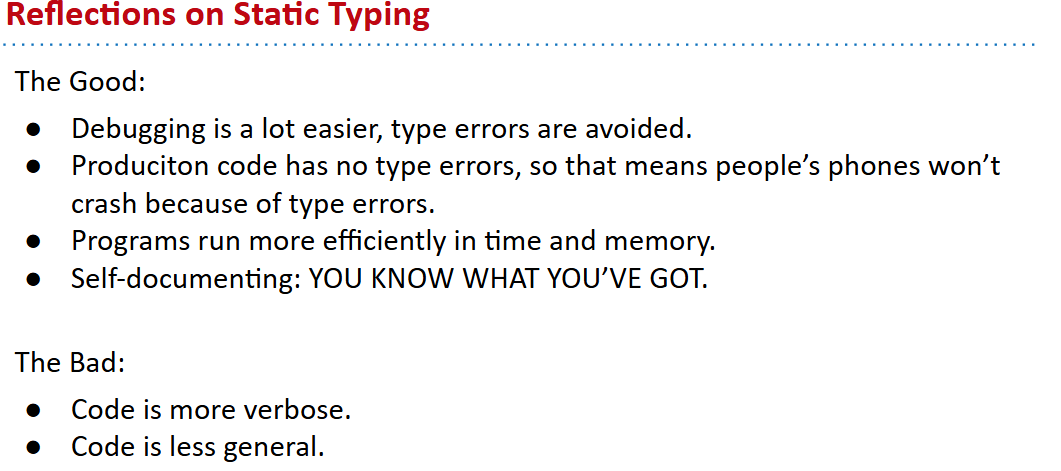 Reflections on Static Typing
The Good:
● Debugging is a lot easier, type errors are avoided.
● Produciton code has no type errors, so that means people’s phones won’t
crash because of type errors.
● Programs run more efficiently in time and memory.
● Self-documenting: YOU KNOW WHAT YOU’VE GOT.
The Bad:
● Code is more verbose.
● Code is less general.